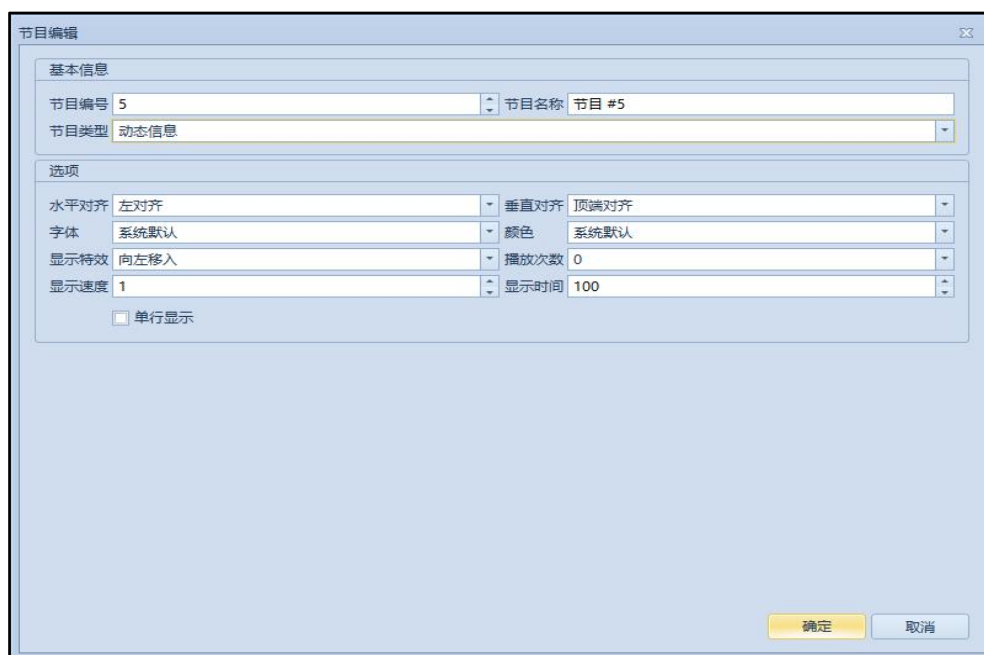 节目编辑
基本信息
节目编号 5 节目名称 节目 #5
节目类型 动态信息
选项
水平对齐 左对齐 垂直对齐 顶端对齐
字体 系统默认 颜色 系统默认
显示特效 向左移入 播放次数 0
显示速度 1 显示时间 100
单行显示
确定 取消